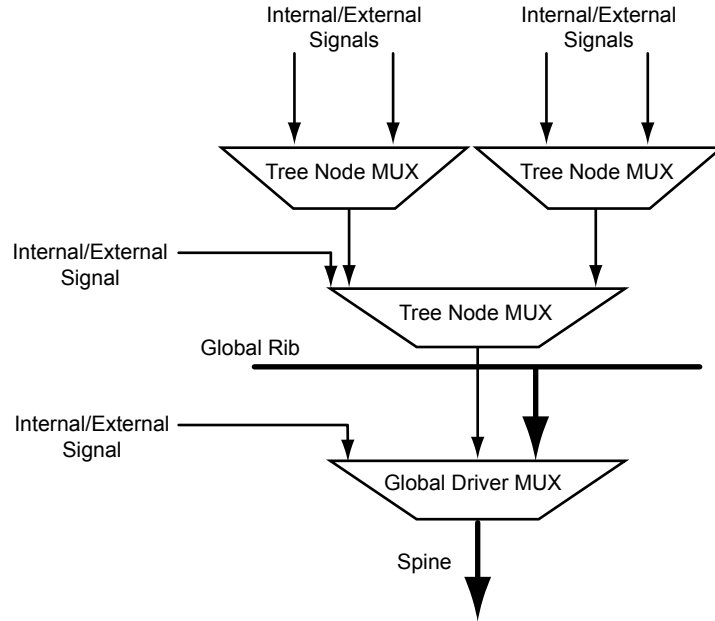 Internal/External
Signals
Internal/External
Signals
Tree Node MUX
Tree Node MUX
Internal/External
Signal
Tree Node MUX
Global Rib
Internal/External
Signal
Global Driver MUX
Spine